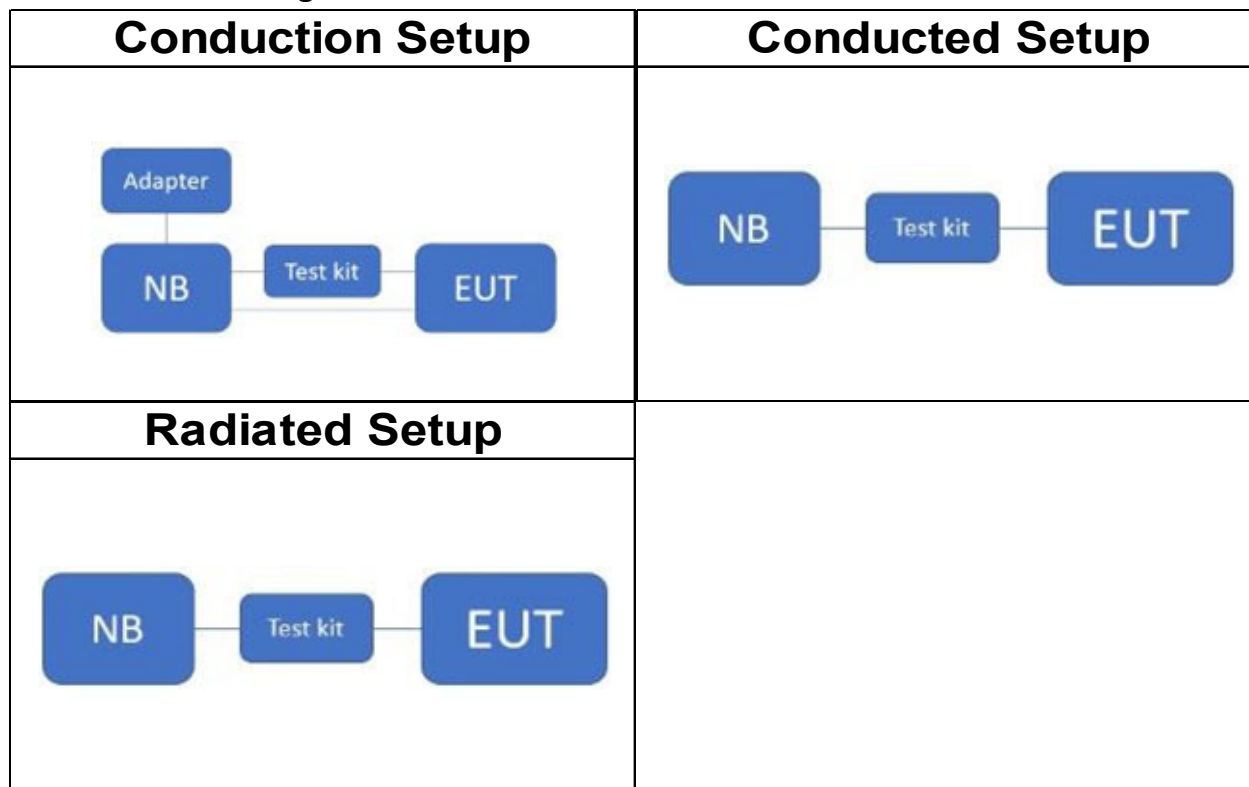 Conduction Setup
Adapter
NB
Test kit
EUT
Conducted Setup
NB
Test kit
EUT
Radiated Setup
NB
Test kit
EUT